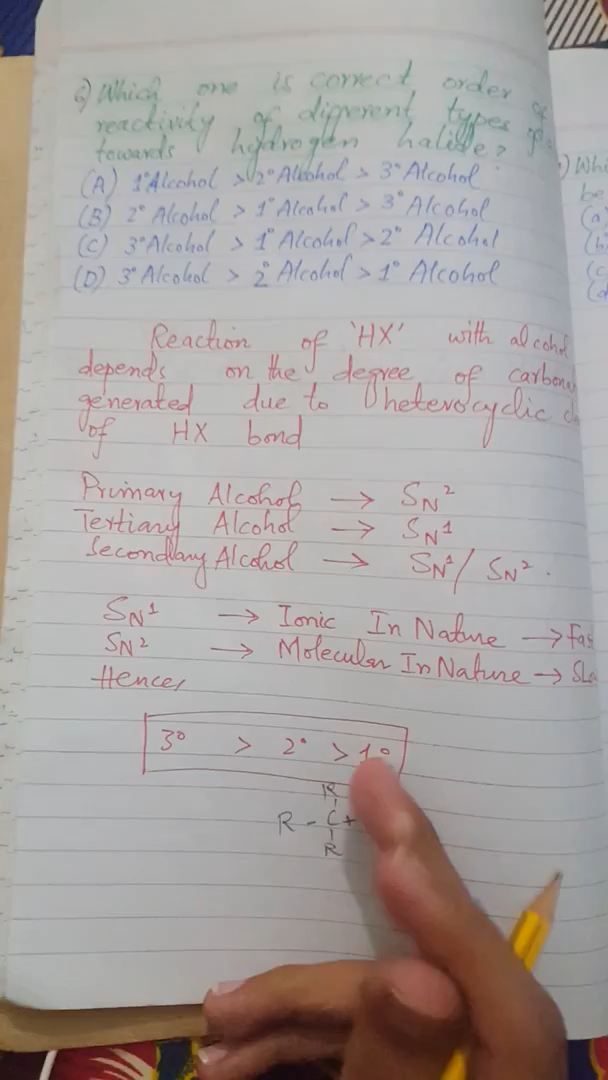 6) Which one is correct order of
reactivity of different types of
towards hydrogen halide?
(A) 1° Alcohol > 2° Alcohol > 3° Alcohol
(B) 2° Alcohol > 1° Alcohol > 3° Alcohol
(C) 3° Alcohol > 1° Alcohol > 2° Alcohol
(D) 3° Alcohol > 2° Alcohol > 1° Alcohol
Reaction of 'HX' with alcohol
depends on the degree of
generated due to heterocyclic
of HX bond
Primary Alcohol → SN²
Tertiary Alcohol → SN¹
Secondary Alcohol → SN¹/ SN².
SN¹ → Ionic In Nature → Fas
SN² → Molecular In Nature → SL
Hence,
3° > 2° > 1°
R
R - C +
R
) Whi
be
(a
(b
(c
(d